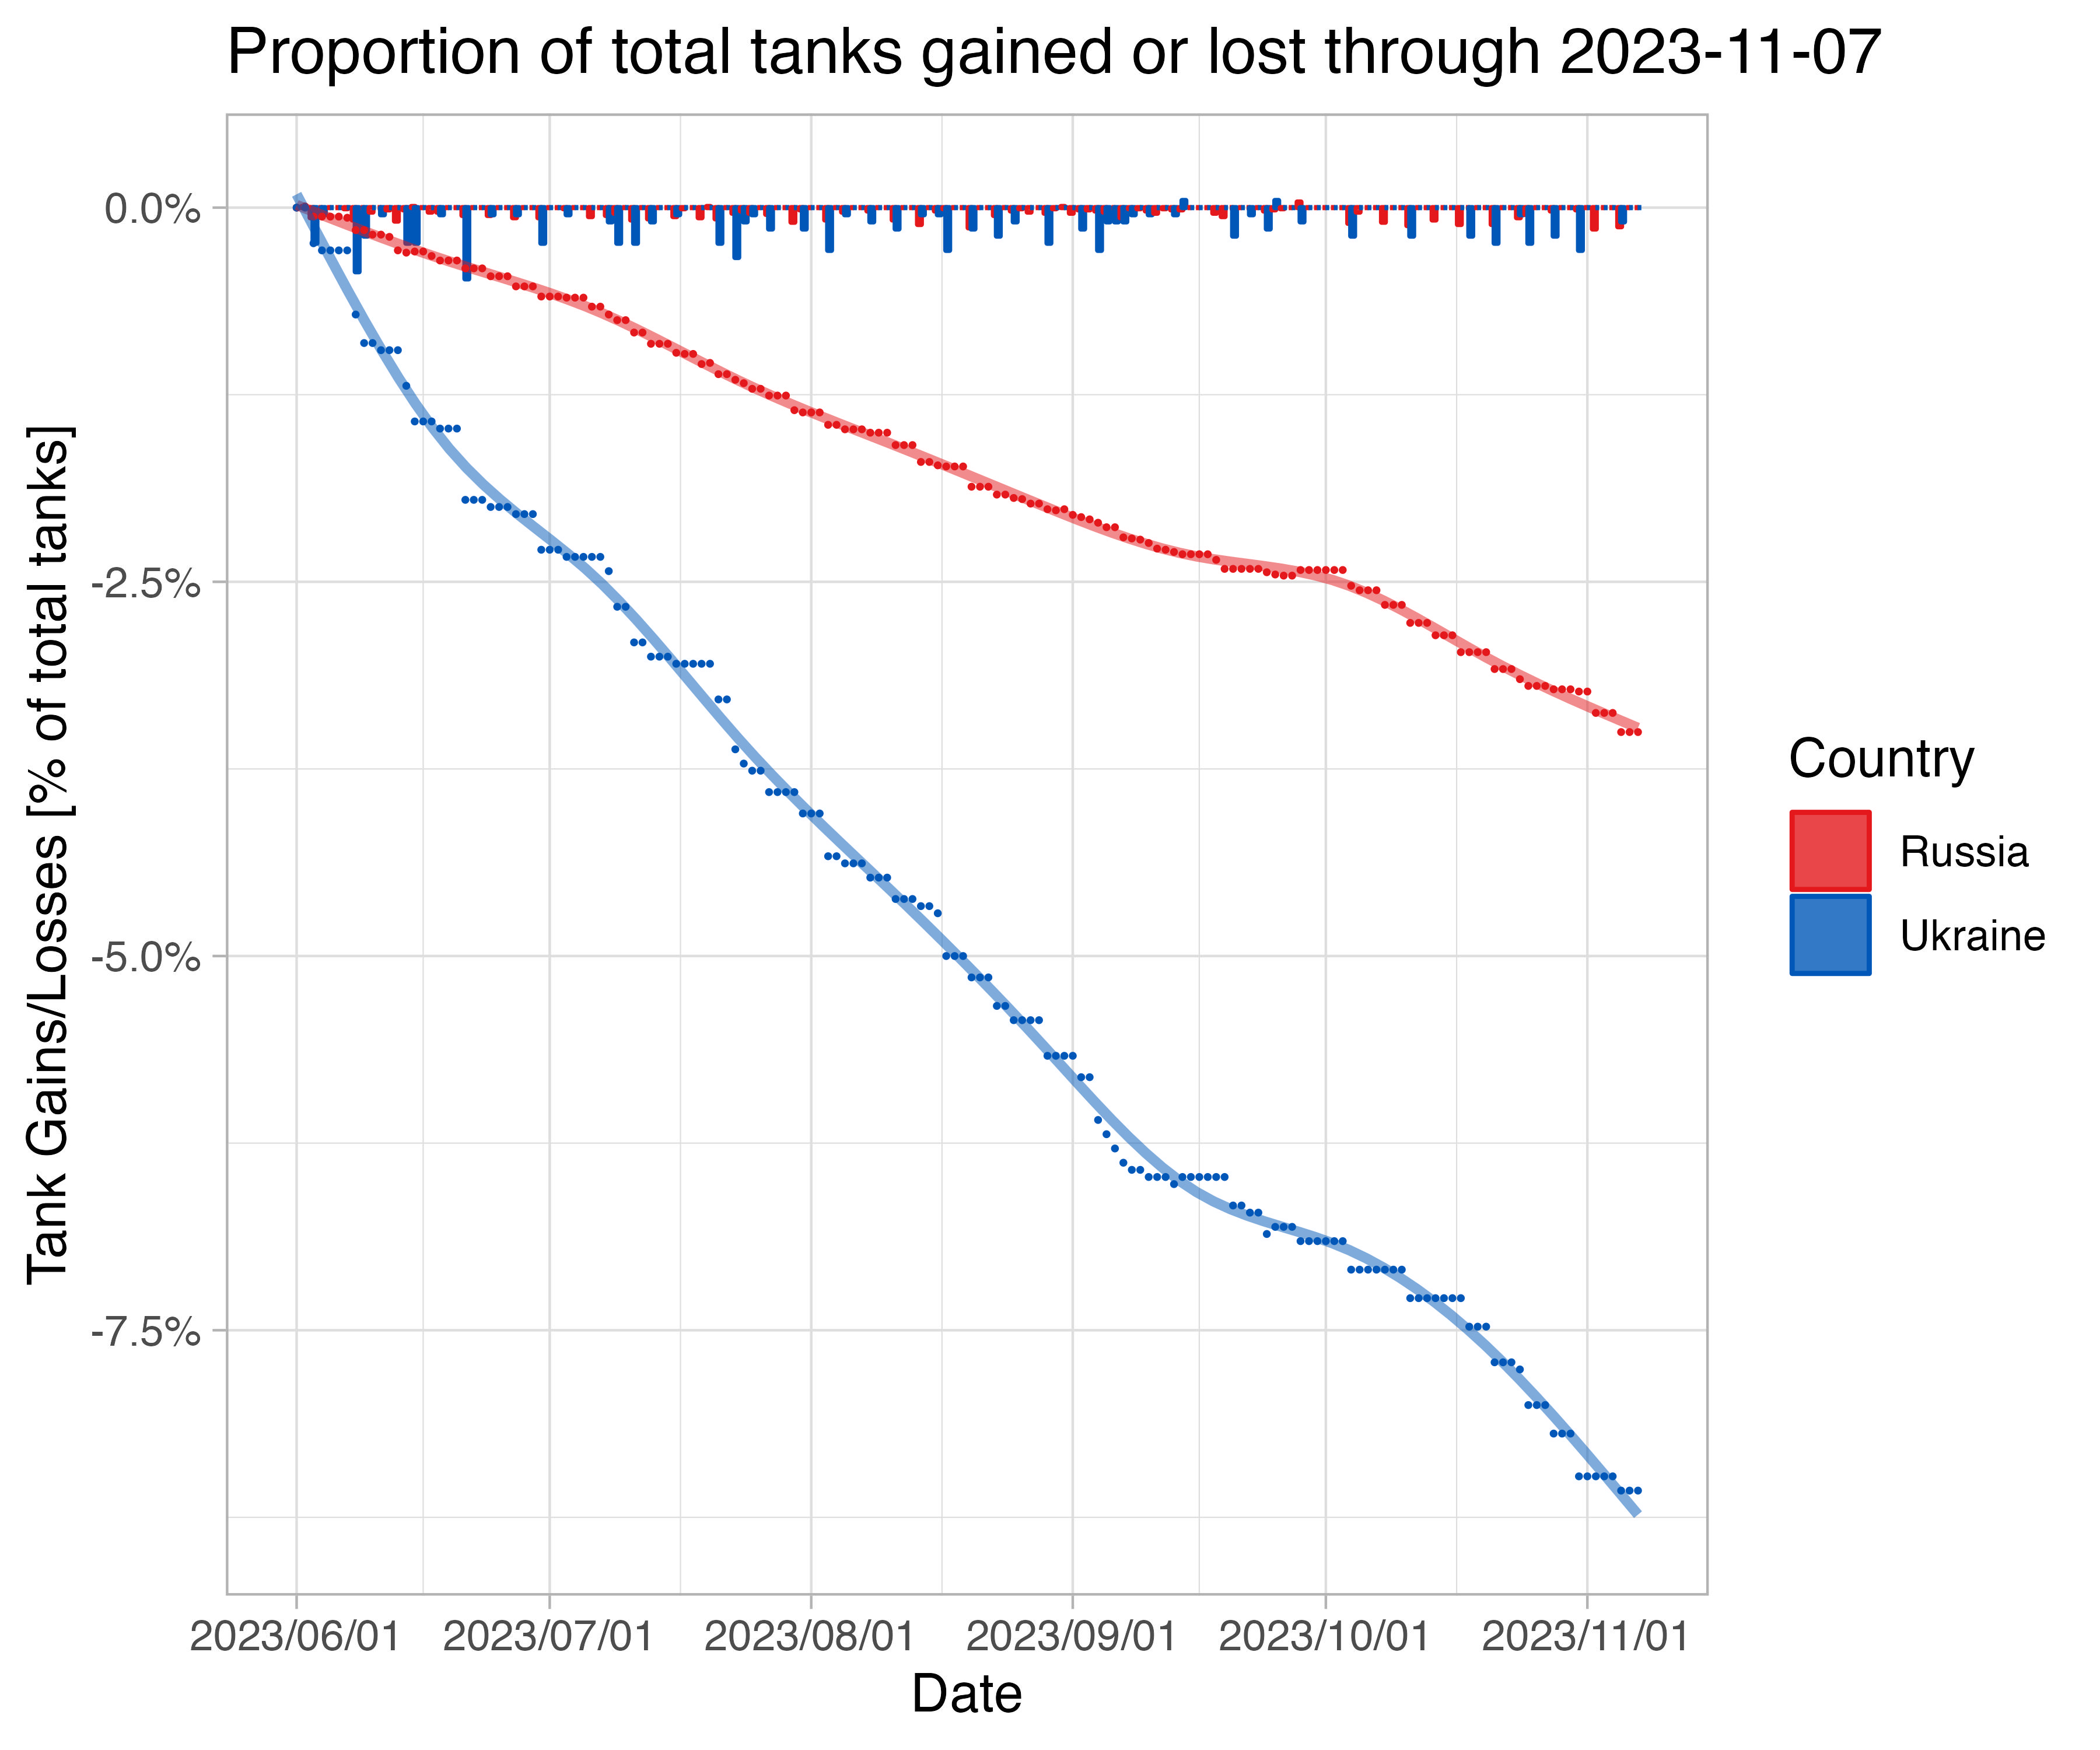 Proportion of total tanks gained or lost through 2023-11-07
Tank Gains/Losses [% of total tanks]
0.0%
-2.5%
-5.0%
-7.5%
2023/06/01
2023/07/01
2023/08/01
2023/09/01
2023/10/01
2023/11/01
Date
Country
Russia
Ukraine